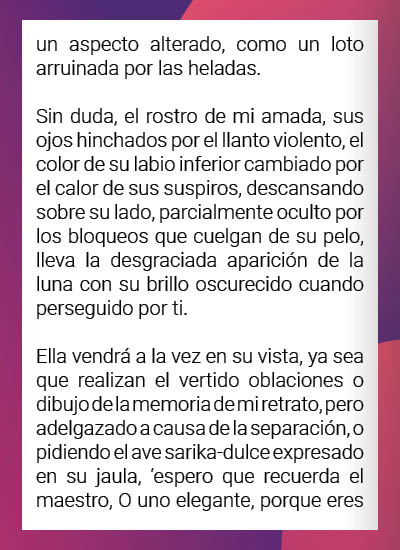 un aspecto alterado, como un loto
arruinada por las heladas.
Sin duda, el rostro de mi amada, sus
ojos hinchados por el llanto violento, el
color de su labio inferior cambiado por
el calor de sus suspiros, descansando
sobre su lado, parcialmente oculto por
los bloqueos que cuelgan de su pelo,
lleva la desgraciada aparición de la
luna con su brillo oscurecido cuando
perseguido por ti.
Ella vendrá a la vez en su vista, ya sea
que realizan el vertido oblaciones o
dibujo de la memoria de mi retrato, pero
adelgazado a causa de la separación, o
pidiendo el ave sarika-dulce expresado
en su jaula, ‘espero que recuerda el
maestro, O uno elegante, porque eres